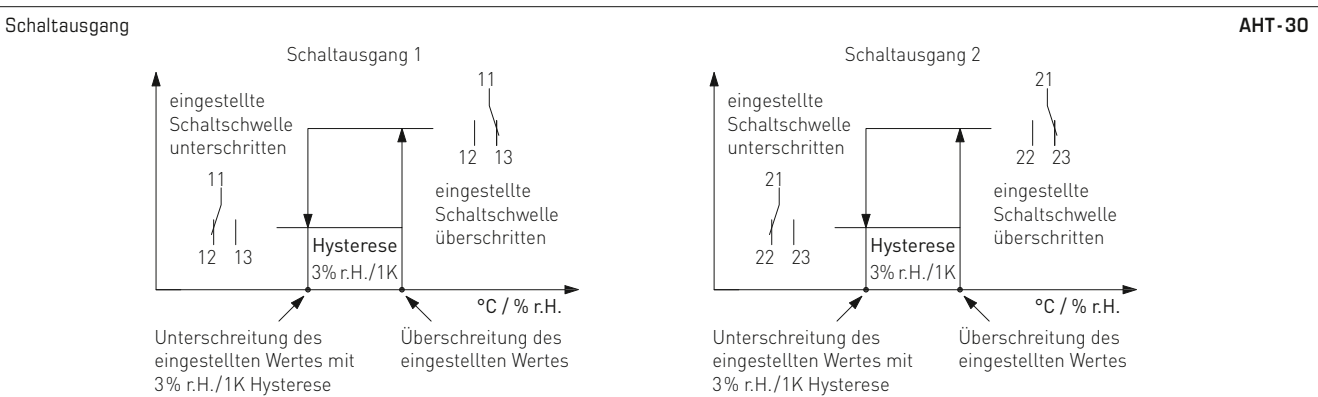 Schaltausgang
AHT-30
Schaltausgang 1
eingestellte
Schaltschwelle
unterschritten
11
12 13
11
12 13
eingestellte
Schaltschwelle
überschritten
Hysterese
3% r.H./1K
°C / % r.H.
Unterschreitung des
eingestellten Wertes mit
3% r.H./1K Hysterese
Überschreitung des
eingestellten Wertes
Schaltausgang 2
eingestellte
Schaltschwelle
unterschritten
21
22 23
21
22 23
eingestellte
Schaltschwelle
überschritten
Hysterese
3% r.H./1K
°C / % r.H.
Unterschreitung des
eingestellten Wertes mit
3% r.H./1K Hysterese
Überschreitung des
eingestellten Wertes